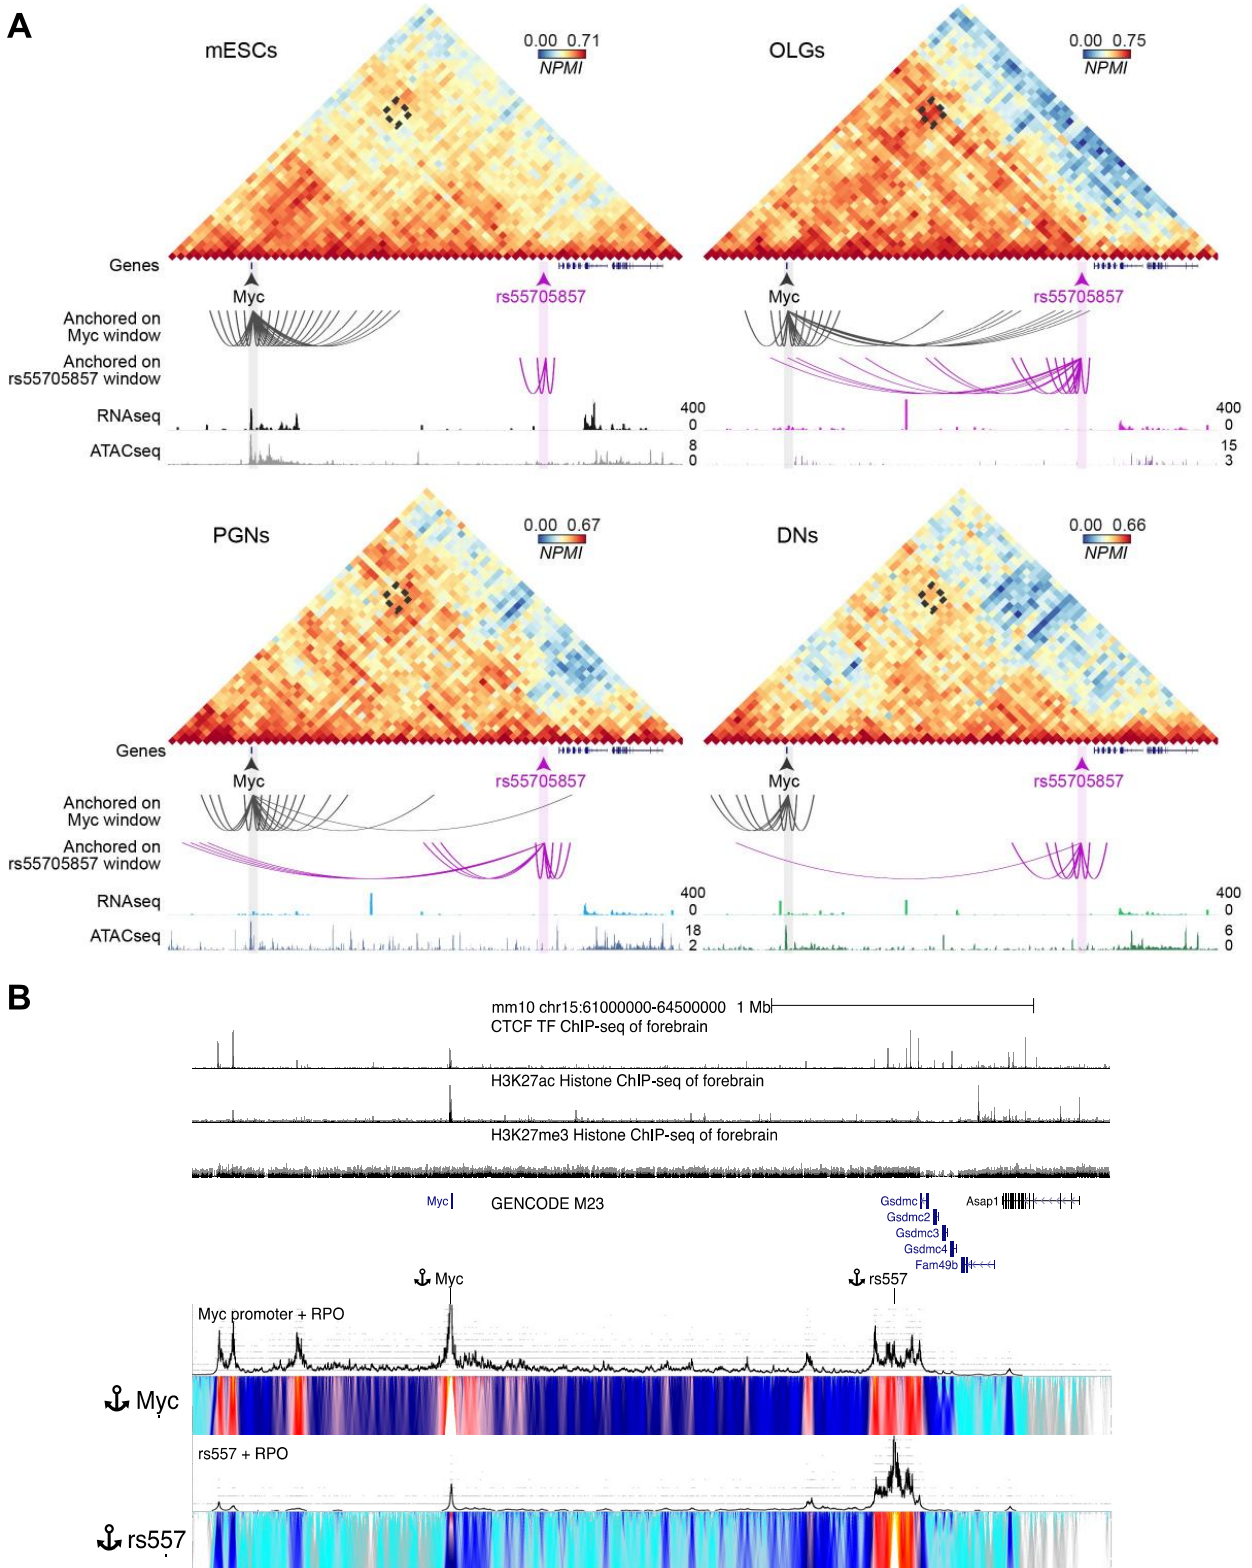 A
mESCs
0.00 0.71
NPMI
OLGs
0.00 0.75
NPMI
Genes
Myc
rs55705857
Myc
rs55705857
Anchored on
Myc window
Anchored on
rs55705857 window
RNAseq
400
0
400
0
ATACseq
8
0
15
3
PGNs
0.00 0.67
NPMI
DNs
0.00 0.66
NPMI
Genes
Myc
rs55705857
Myc
rs55705857
Anchored on
Myc window
Anchored on
rs55705857 window
RNAseq
400
0
400
0
ATACseq
18
2
6
0
B
mm10 chr15:61000000-64500000 1 Mb
CTCF TF ChIP-seq of forebrain
H3K27ac Histone ChIP-seq of forebrain
H3K27me3 Histone ChIP-seq of forebrain
Myc
GENCODE M23
Gsdmc
Asap1
Gsdmc2
Gsdmc3
Gsdmc4
Fam49b
Myc
rs557
Myc promoter + RPO
Myc
rs557 + RPO
rs557